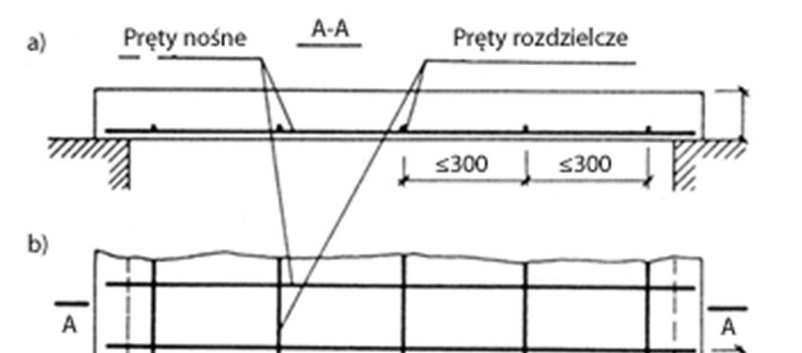 a) Pręty nośne A-A Pręty rozdzielcze
≤300 ≤300
b)
A A